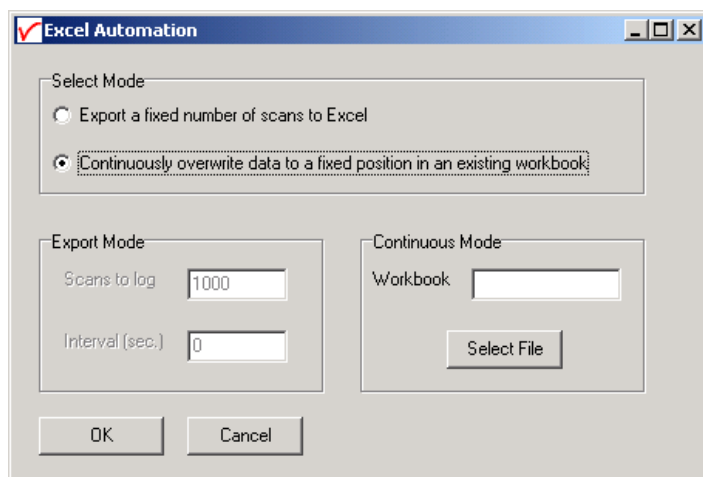 Excel Automation
Select Mode
Export a fixed number of scans to Excel
Continuously overwrite data to a fixed position in an existing workbook
Export Mode
Scans to log 1000
Interval (sec.) 0
Continuous Mode
Workbook
Select File
OK Cancel